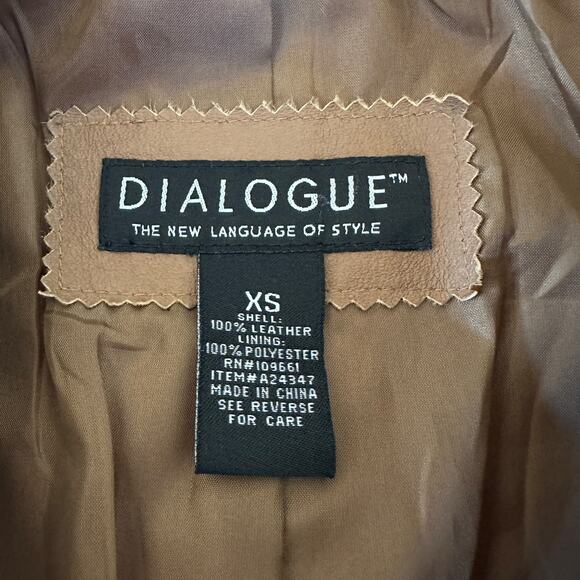 DIALOGUE™
THE NEW LANGUAGE OF STYLE
XS
SHELL:
100% LEATHER
LINING:
100% POLYESTER
RN#109661
ITEM#A24347
MADE IN CHINA
SEE REVERSE
FOR CARE